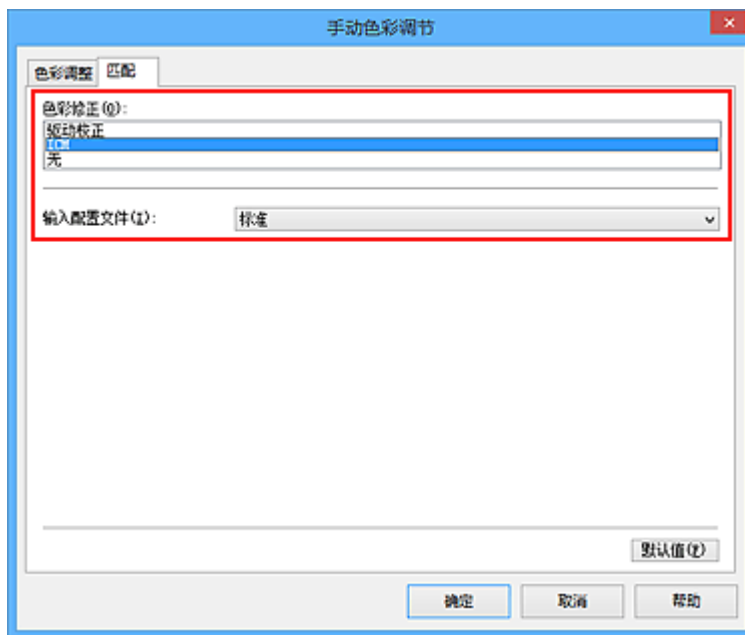 手动色彩调节
色彩调整 匹配
色彩修正(Q):
驱动校正
ICM
无
输入配置文件(I): 标准
默认值(P)
确定 取消 帮助